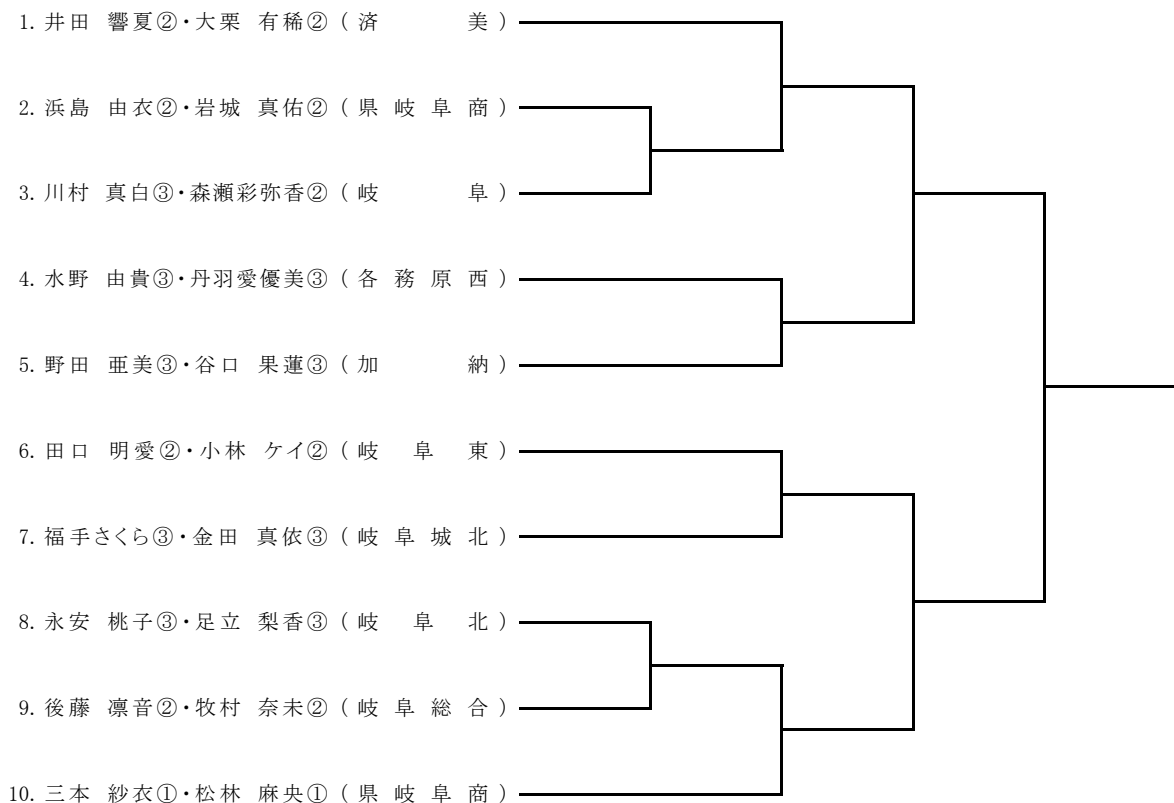 1. 井田 響夏②・大栗 有稀② ( 済 美 )
2. 浜島 由衣②・岩城 真佑② ( 県 岐 阜 商 )
3. 川村 真白③・森瀬彩弥香② ( 岐 阜 )
4. 水野 由貴③・丹羽愛優美③ ( 各 務 原 西 )
5. 野田 亜美③・谷口 果蓮③ ( 加 納 )
6. 田口 明愛②・小林 ケイ② ( 岐 阜 東 )
7. 福手さくら③・金田 真依③ ( 岐 阜 城 北 )
8. 永安 桃子③・足立 梨香③ ( 岐 阜 北 )
9. 後藤 凛音②・牧村 奈未② ( 岐 阜 総 合 )
10. 三本 紗衣①・松林 麻央① ( 県 岐 阜 商 )